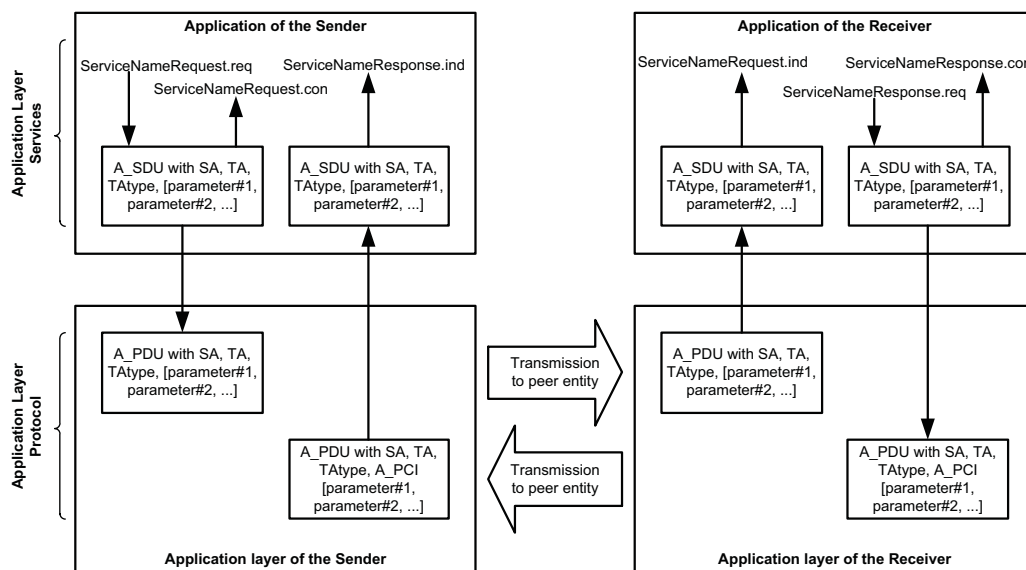 Application of the Sender
ServiceNameRequest.req
ServiceNameRequest.con
ServiceNameResponse.ind
A_SDU with SA, TA,
TAtype, [parameter#1,
parameter#2, ...]
A_SDU with SA, TA,
TAtype, [parameter#1,
parameter#2, ...]
Application of the Receiver
ServiceNameRequest.ind
ServiceNameResponse.con
ServiceNameResponse.req
A_SDU with SA, TA,
TAtype, [parameter#1,
parameter#2, ...]
A_SDU with SA, TA,
TAtype, [parameter#1,
parameter#2, ...]
Application Layer
Services
Application Layer
Protocol
A_PDU with SA, TA,
TAtype, [parameter#1,
parameter#2, ...]
A_PDU with SA, TA,
TAtype, A_PCI
[parameter#1,
parameter#2, ...]
Application layer of the Sender
Transmission
to peer entity
Transmission
to peer entity
A_PDU with SA, TA,
TAtype, [parameter#1,
parameter#2, ...]
A_PDU with SA, TA,
TAtype, A_PCI
[parameter#1,
parameter#2, ...]
Application layer of the Receiver